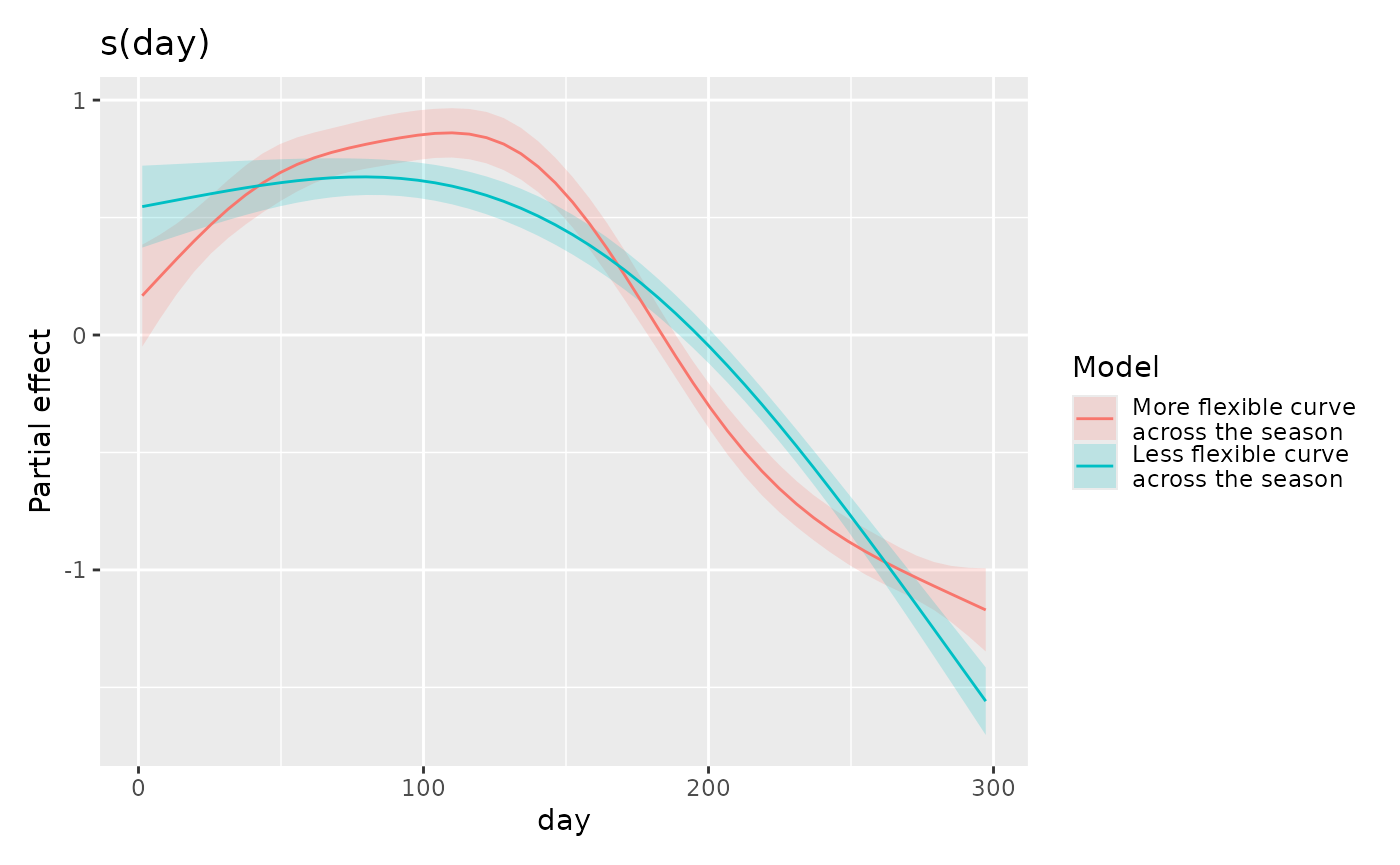 s(day)
1
0
-1
Partial effect
0
100
200
300
day
Model
More flexible curve
across the season
Less flexible curve
across the season